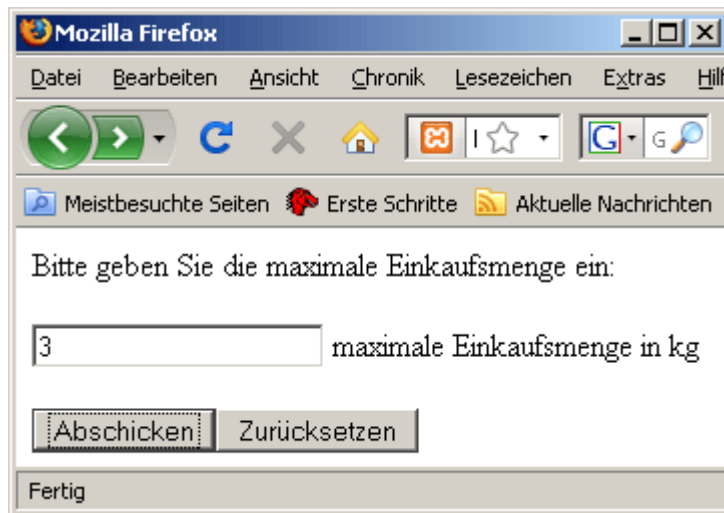 Mozilla Firefox
Datei Bearbeiten Ansicht Chronik Lesezeichen Extras Hilf
G G
Meistbesuchte Seiten Erste Schritte Aktuelle Nachrichten
Bitte geben Sie die maximale Einkaufsmenge ein:
3 maximale Einkaufsmenge in kg
Abschicken Zurücksetzen
Fertig